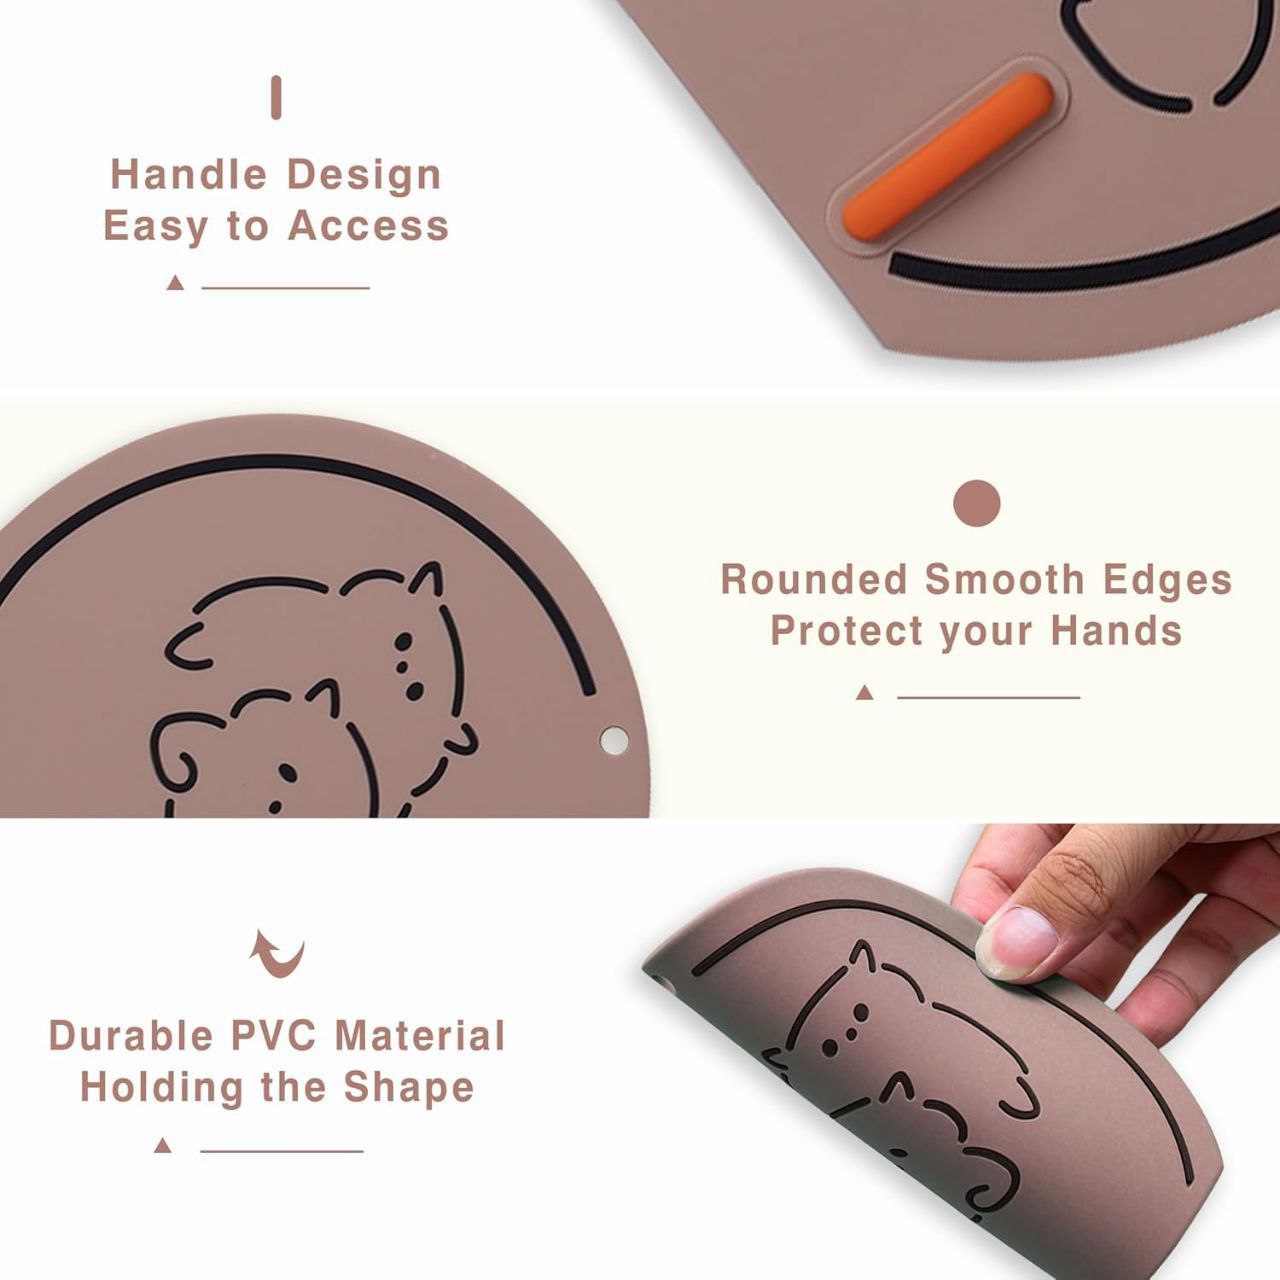 Handle Design
Easy to Access
Rounded Smooth Edges
Protect your Hands
Durable PVC Material
Holding the Shape